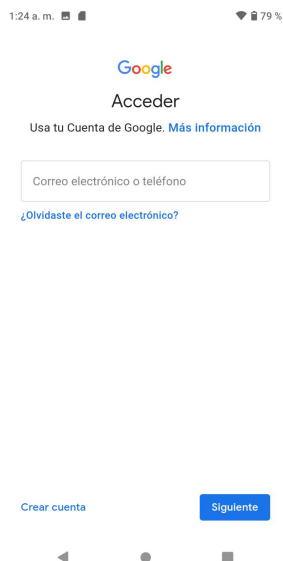 1:24 a. m. 79 %
Google
Acceder
Usa tu Cuenta de Google. Más información
Correo electrónico o teléfono
¿Olvidaste el correo electrónico?
Crear cuenta Siguiente